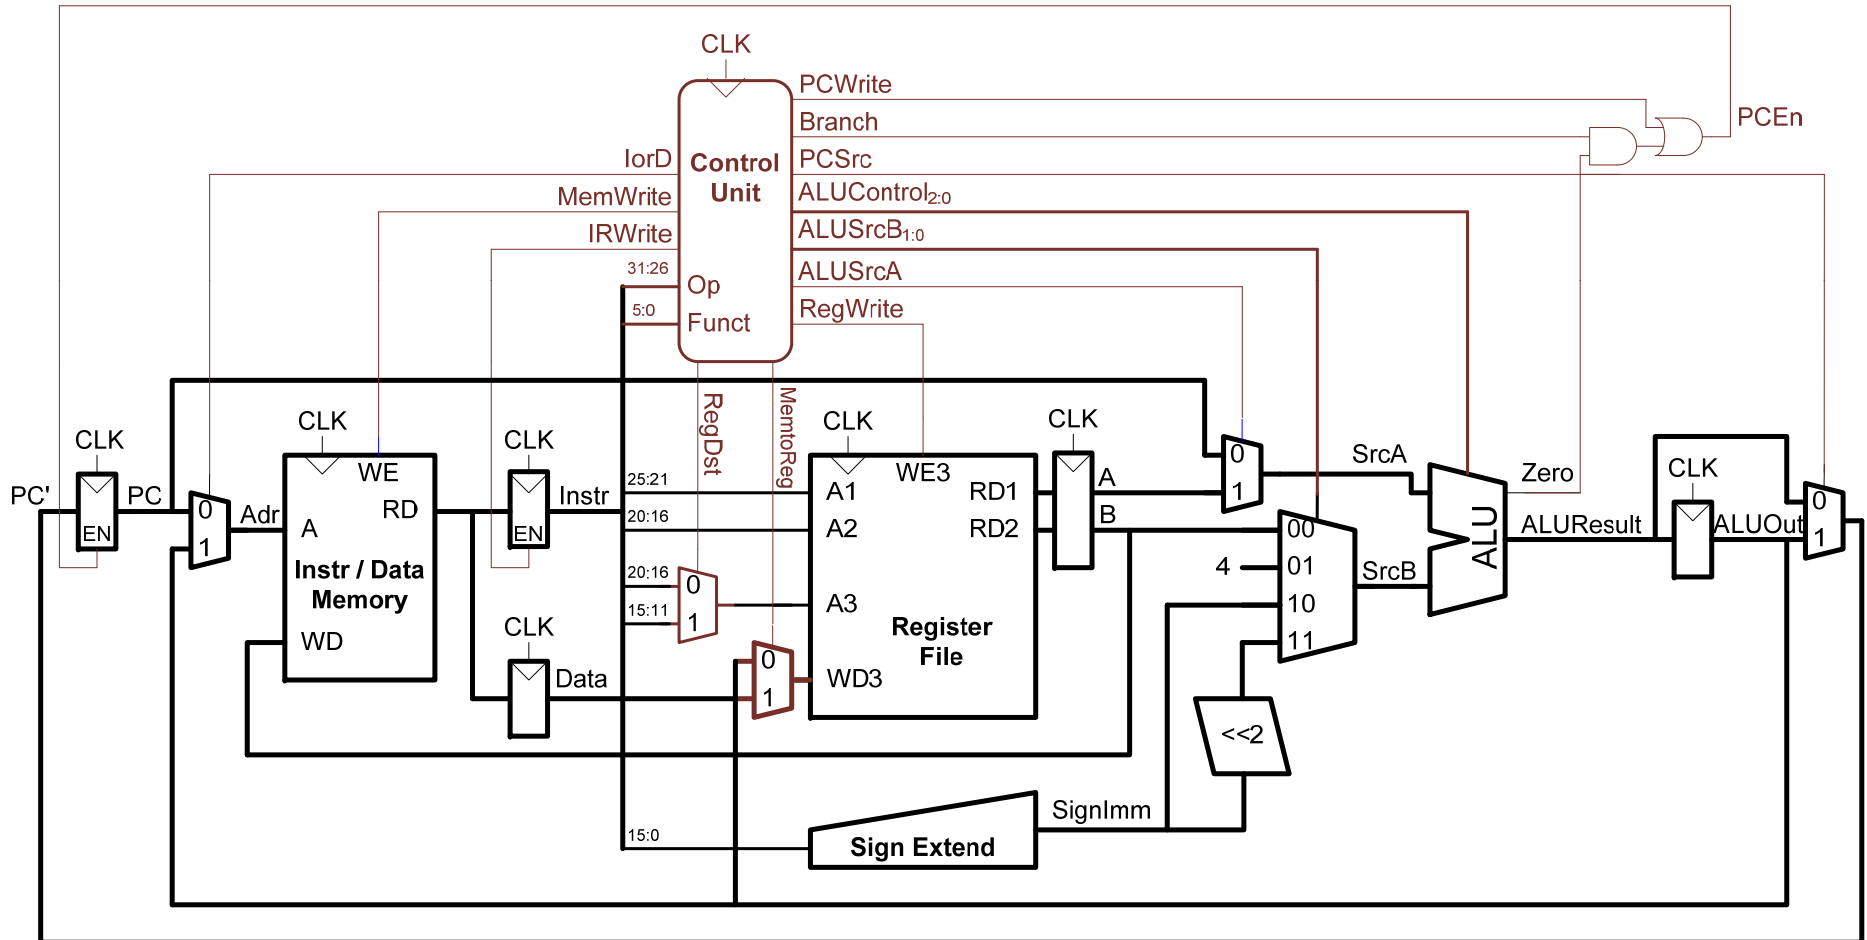 CLK
PCWrite
Branch
PCSrc
ALUControl2:0
ALUSrcB1:0
ALUSrcA
RegWrite
PCEn
IorD
MemWrite
IRWrite
Control
Unit
31:26
Op
5:0
Funct
RegDst
MemtoReg
PC'
CLK
EN
PC
0
1
Adr
CLK
WE
A
RD
Instr / Data
Memory
WD
CLK
EN
Instr
CLK
Data
25:21
20:16
20:16
15:11
0
1
0
1
15:0
CLK
WE3
A1
RD1
A2
RD2
A3
Register
File
WD3
CLK
A
B
0
1
SrcA
00
4
01
10
11
SrcB
<<2
SignImm
Sign Extend
ALU
Zero
ALUResult
CLK
ALUOut
0
1